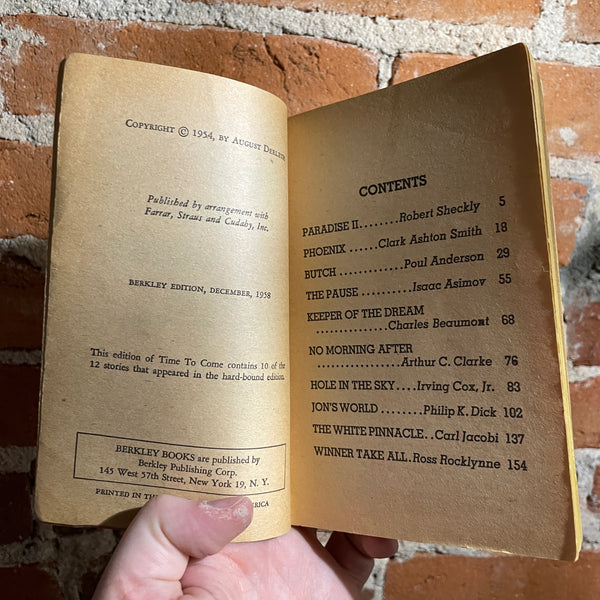 COPYRIGHT © 1954, BY AUGUST DERLETH
Published by arrangement with
Farrar, Straus and Cudahy, Inc.
BERKLEY EDITION, DECEMBER, 1958
This edition of Time To Come contains 10 of the
12 stories that appeared in the hard-bound edition.
BERKLEY BOOKS are published by
Berkley Publishing Corp.
145 West 57th Street, New York 19, N. Y.
PRINTED IN THE
CONTENTS
PARADISE II........Robert Sheckly 5
PHOENIX ......Clark Ashton Smith 18
BUTCH ..............Poul Anderson 29
THE PAUSE ..........Isaac Asimov 55
KEEPER OF THE DREAM
...............Charles Beaumont 68
NO MORNING AFTER
................Arthur C. Clarke 76
HOLE IN THE SKY ....Irving Cox, Jr. 83
JON'S WORLD ........Philip K. Dick 102
THE WHITE PINNACLE..Carl Jacobi 137
WINNER TAKE ALL.Ross Rocklynne 154